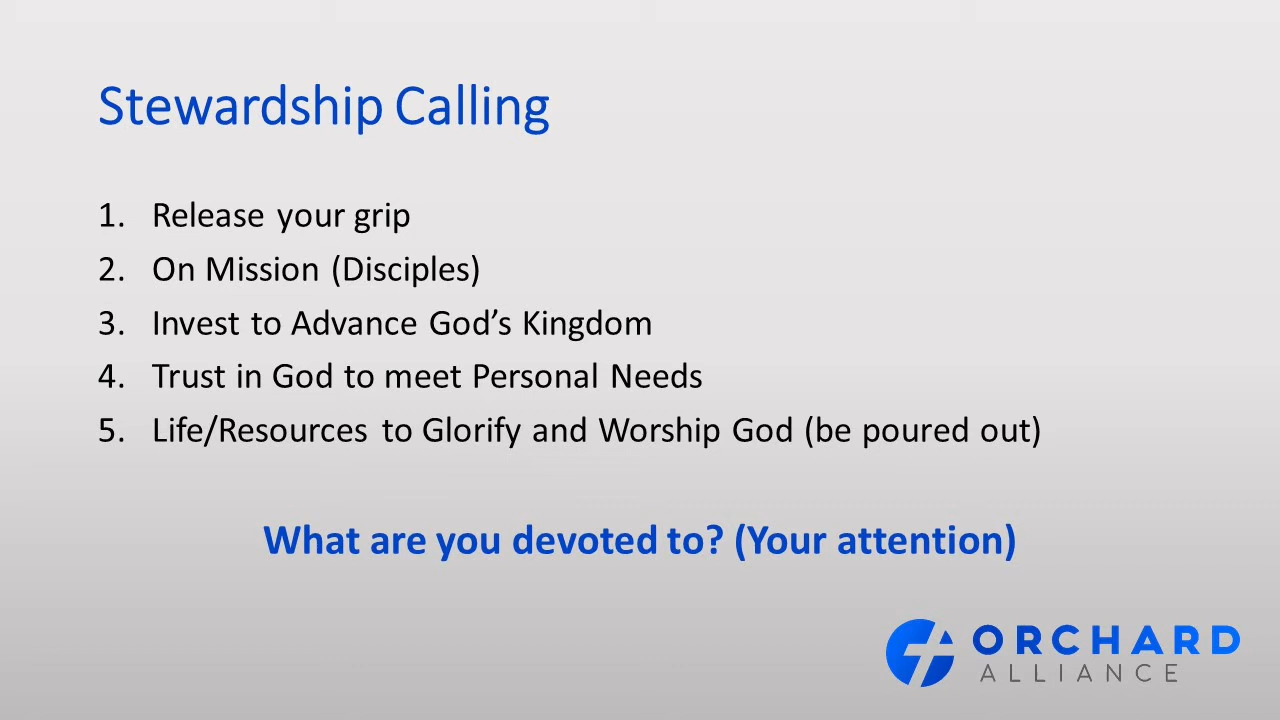 Stewardship Calling
1. Release your grip
2. On Mission (Disciples)
3. Invest to Advance God’s Kingdom
4. Trust in God to meet Personal Needs
5. Life/Resources to Glorify and Worship God (be poured out)
What are you devoted to? (Your attention)
ORCHARD
ALLIANCE